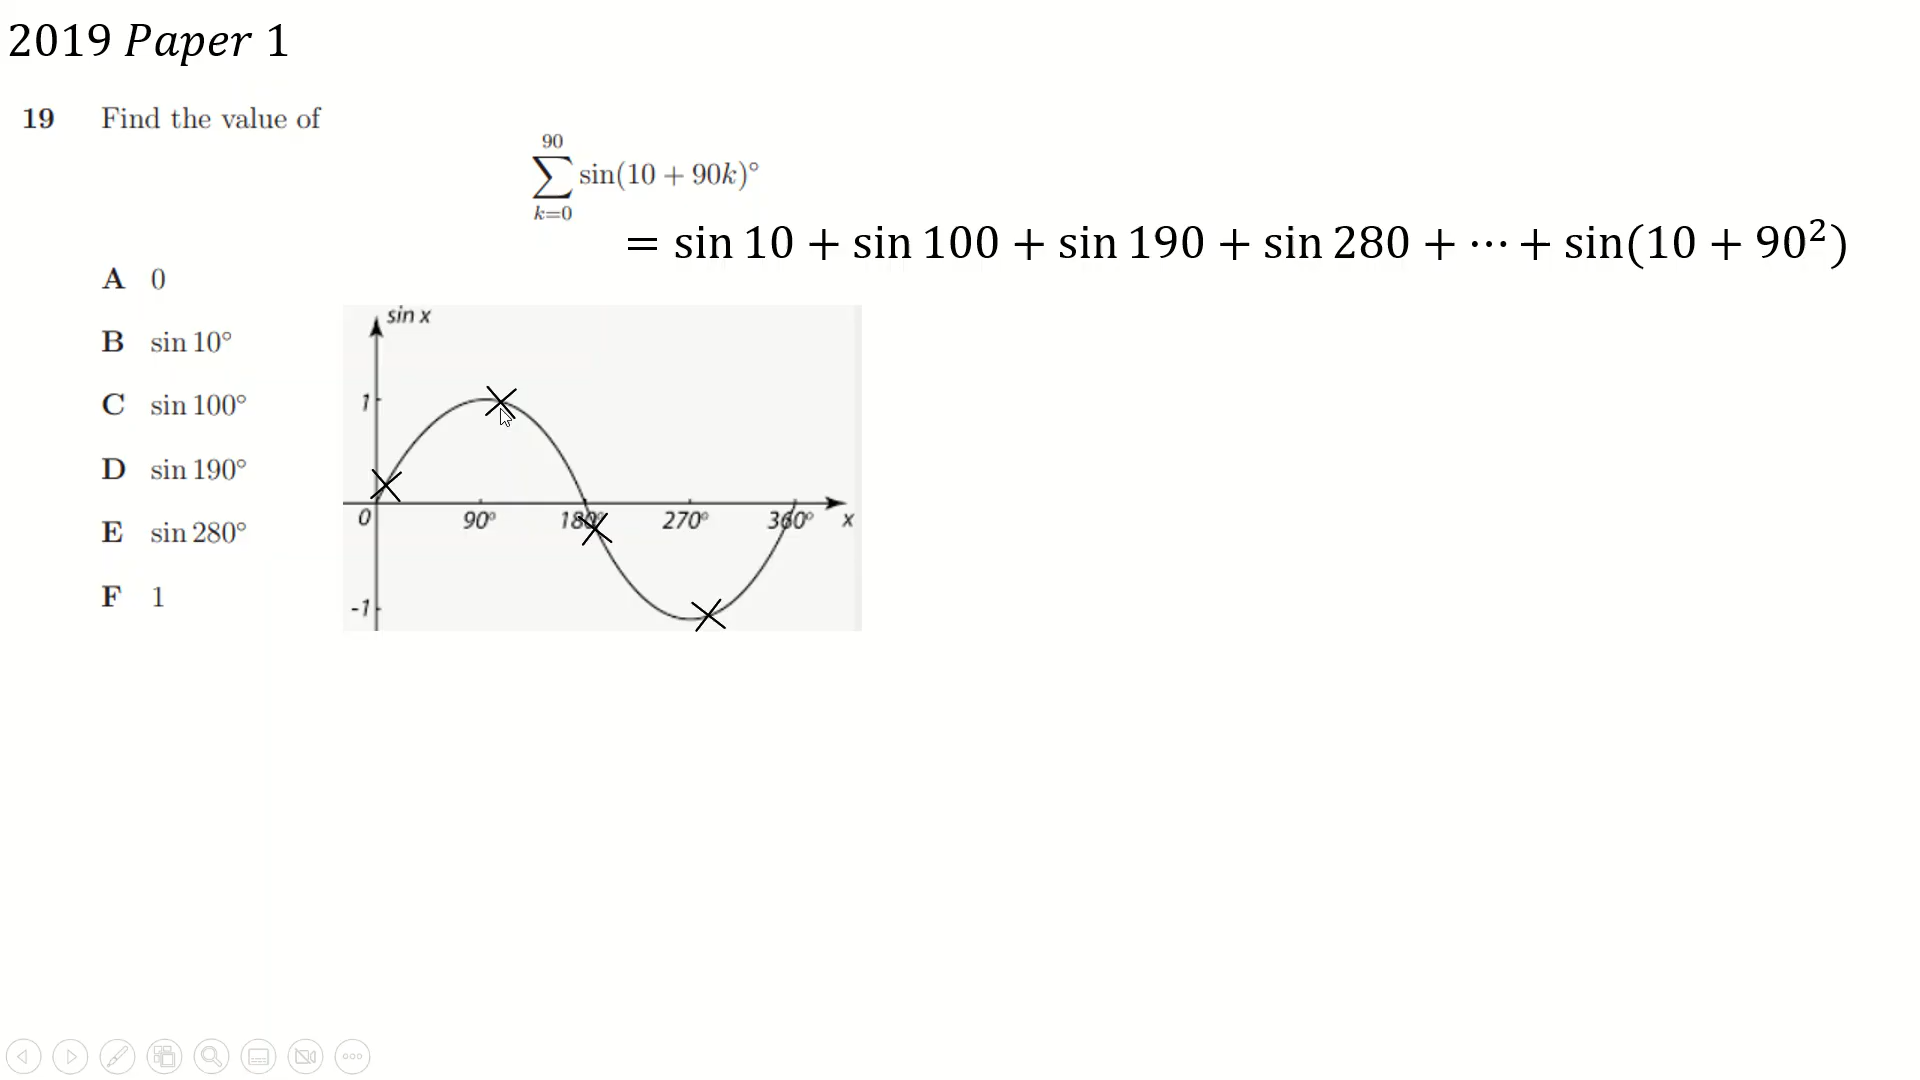 2019 Paper 1
19 Find the value of
90
∑ sin(10 + 90k)°
k=0
= sin 10 + sin 100 + sin 190 + sin 280 + ⋯ + sin(10 + 90²)
A 0
B sin 10°
C sin 100°
D sin 190°
E sin 280°
F 1
sin x
1
0 90° 180° 270° 360° x
-1